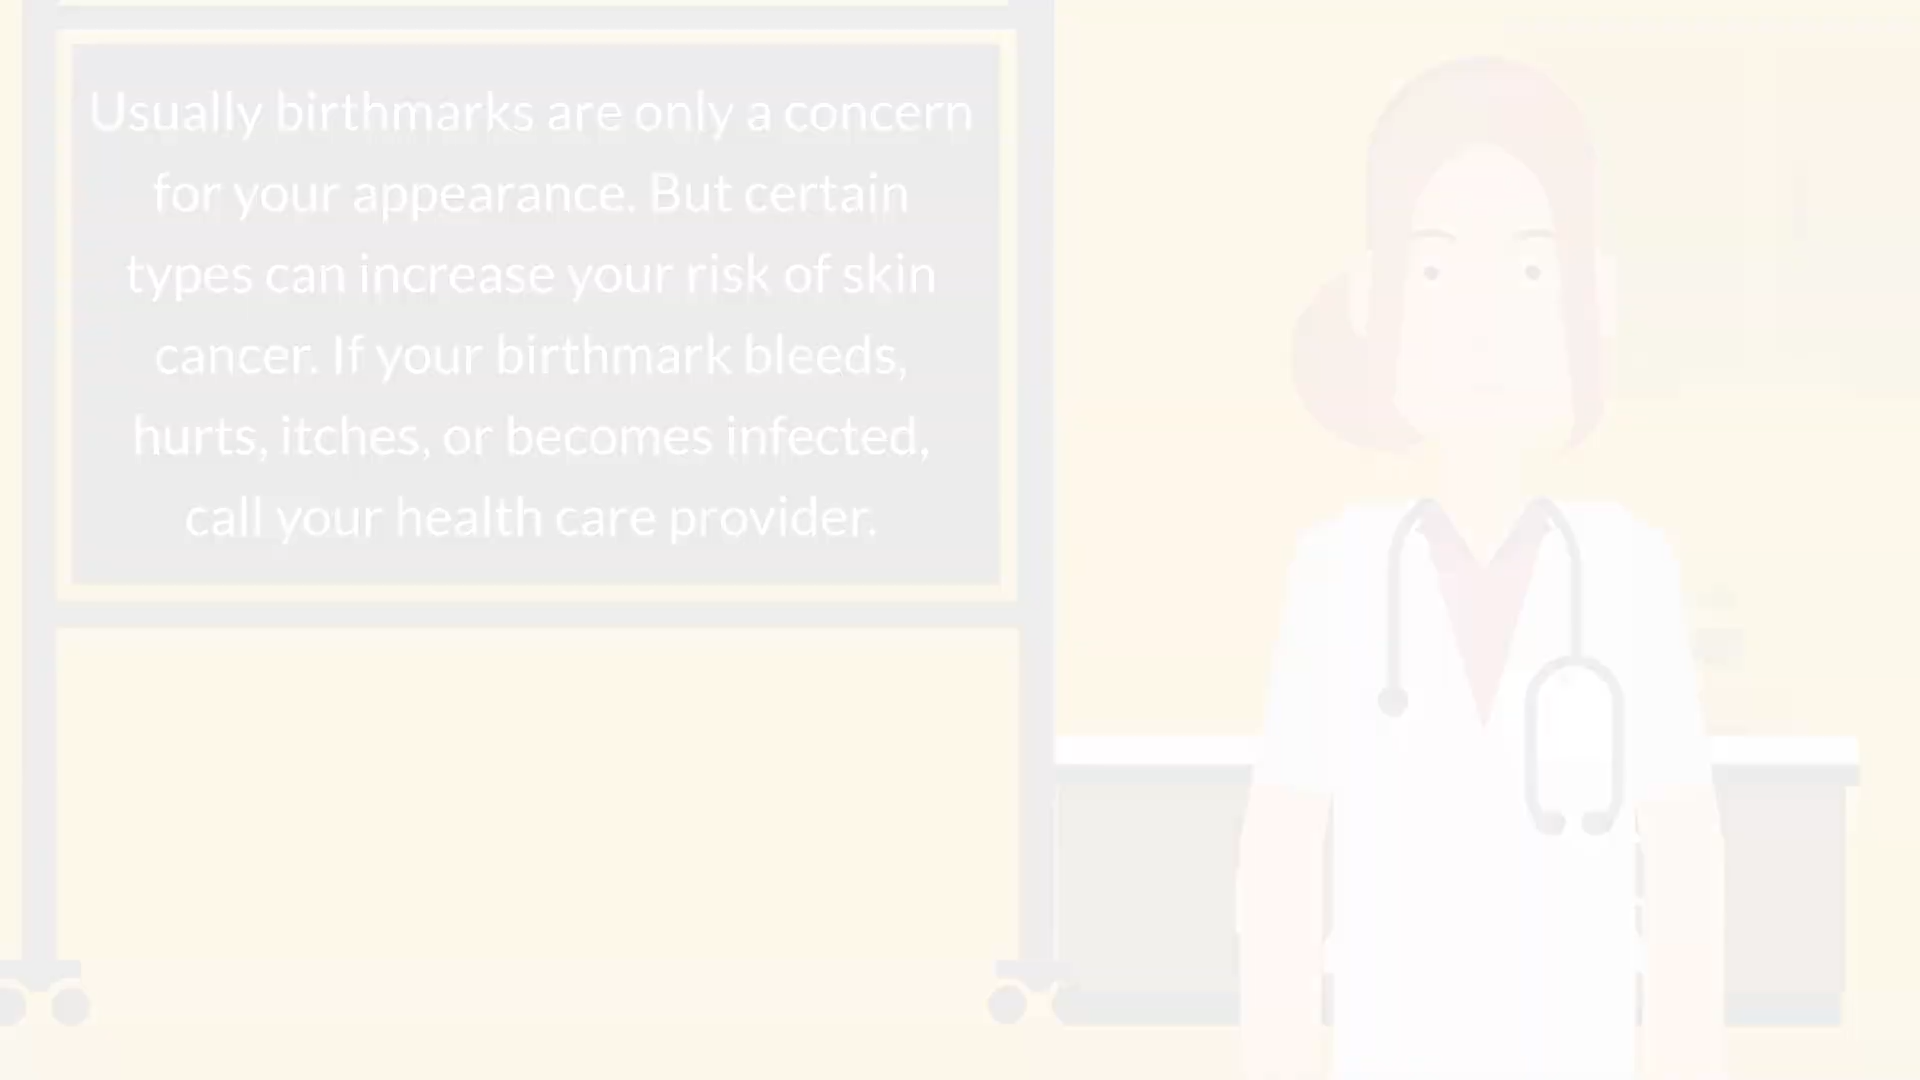 Usually birthmarks are only a concern
for your appearance. But certain
types can increase your risk of skin
cancer. If your birthmark bleeds,
hurts, itches, or becomes infected,
call your health care provider.